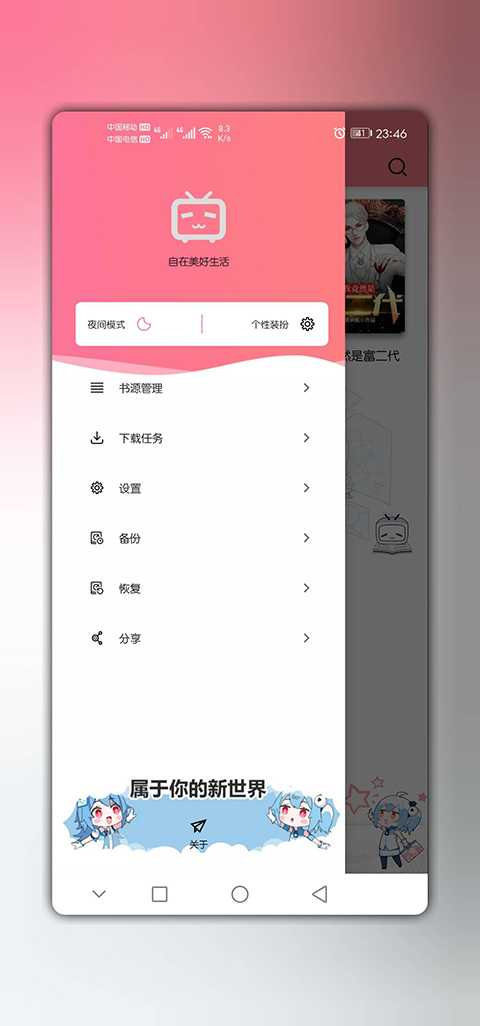 中国移动 HD 4G 4G 8.3 K/s 41 23:46
中国电信 HD
自在美好生活
夜间模式 个性装扮
然是富二代
书源管理
下载任务
设置
备份
恢复
分享
属于你的新世界
关于